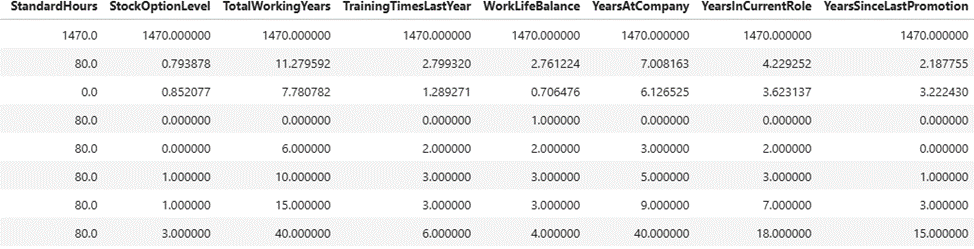 StandardHours StockOptionLevel TotalWorkingYears TrainingTimesLastYear WorkLifeBalance YearsAtCompany YearsInCurrentRole YearsSinceLastPromotion
1470.0 1470.000000 1470.000000 1470.000000 1470.000000 1470.000000 1470.000000 1470.000000
80.0 0.793878 11.279592 2.799320 2.761224 7.008163 4.229252 2.187755
0.0 0.852077 7.780782 1.289271 0.706476 6.126525 3.623137 3.222430
80.0 0.000000 0.000000 0.000000 1.000000 0.000000 0.000000 0.000000
80.0 0.000000 6.000000 2.000000 2.000000 3.000000 2.000000 0.000000
80.0 1.000000 10.000000 3.000000 3.000000 5.000000 3.000000 1.000000
80.0 1.000000 15.000000 3.000000 3.000000 9.000000 7.000000 3.000000
80.0 3.000000 40.000000 6.000000 4.000000 40.000000 18.000000 15.000000